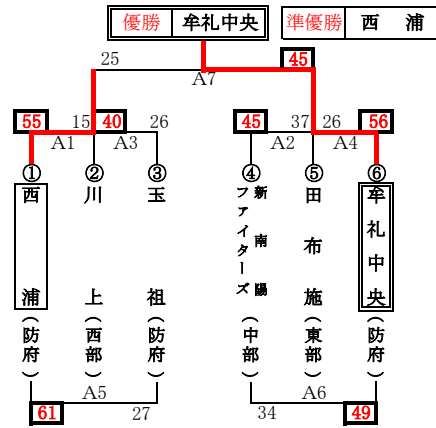 優勝 牟礼中央 準優勝 西 浦
25 45
A7
55 15 40 26 45 37 26 56
A1 A3 A2 A4
① ② ③ ④ ⑤ ⑥
西浦(防府)
川上(西部)
玉祖(防府)
新南陽ファイターズ(中部)
田布施(東部)
牟礼中央(防府)
A5 A6
61 27 34 49